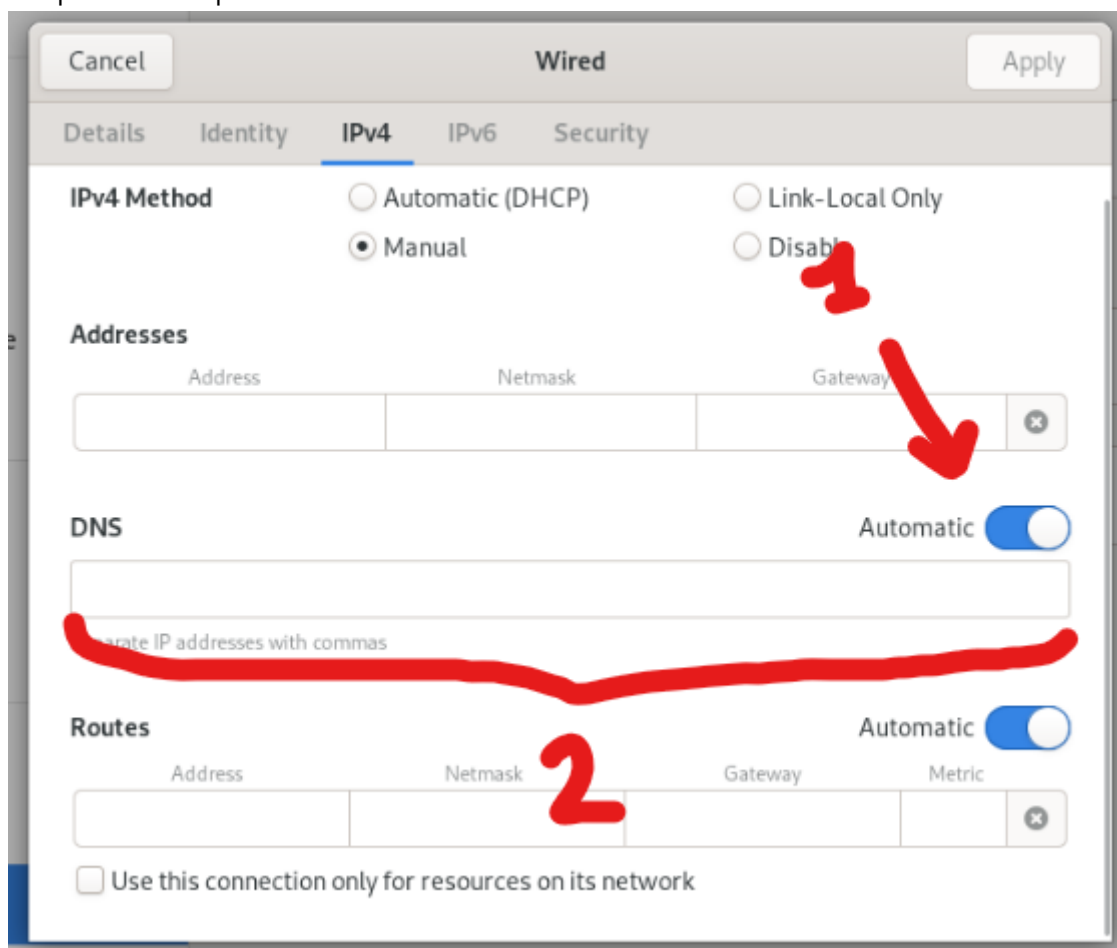 Cancel Wired Apply
Details Identity IPv4 IPv6 Security
IPv4 Method Automatic (DHCP) Link-Local Only
Manual
1
Addresses
Address Netmask Gateway
DNS Automatic
IP addresses with commas
Routes Automatic
2
Address Netmask Gateway Metric
Use this connection only for resources on its network